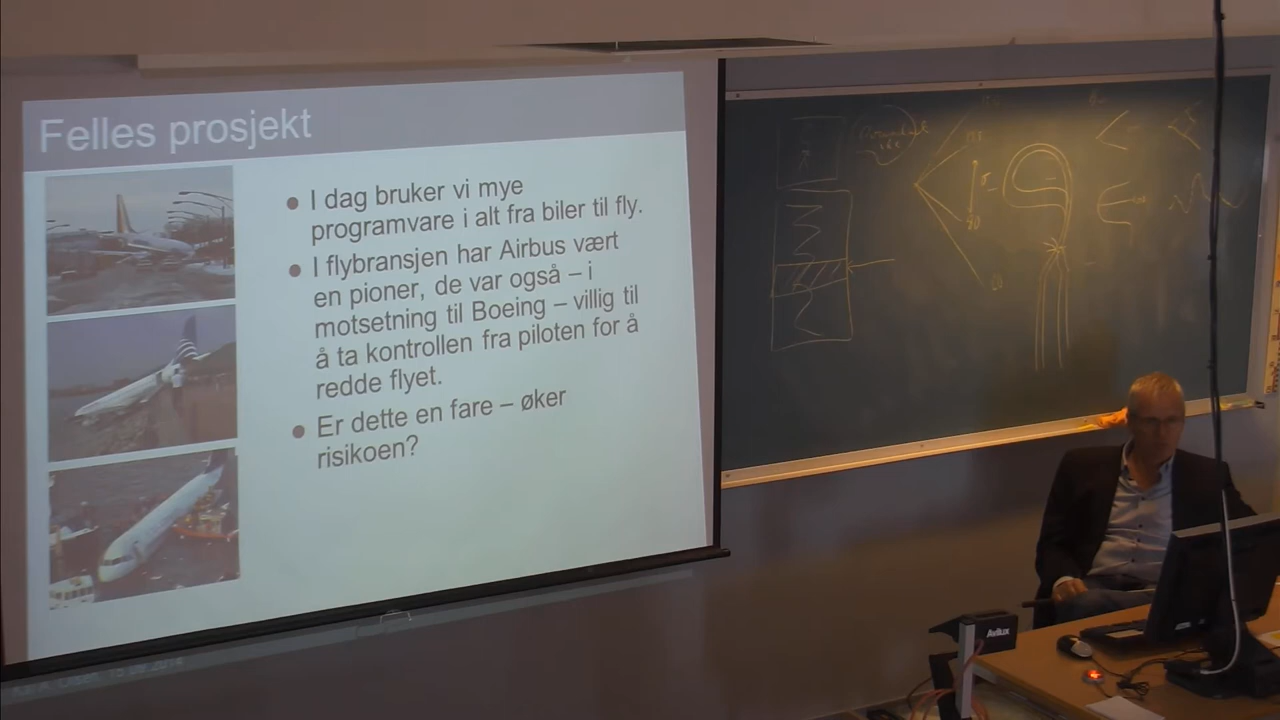 Felles prosjekt
I dag bruker vi mye
programvare i alt fra biler til fly.
I flybransjen har Airbus vært
en pioner, de var også – i
motsetning til Boeing – villig til
å ta kontrollen fra piloten for å
redde flyet.
Er dette en fare – øker
risikoen?